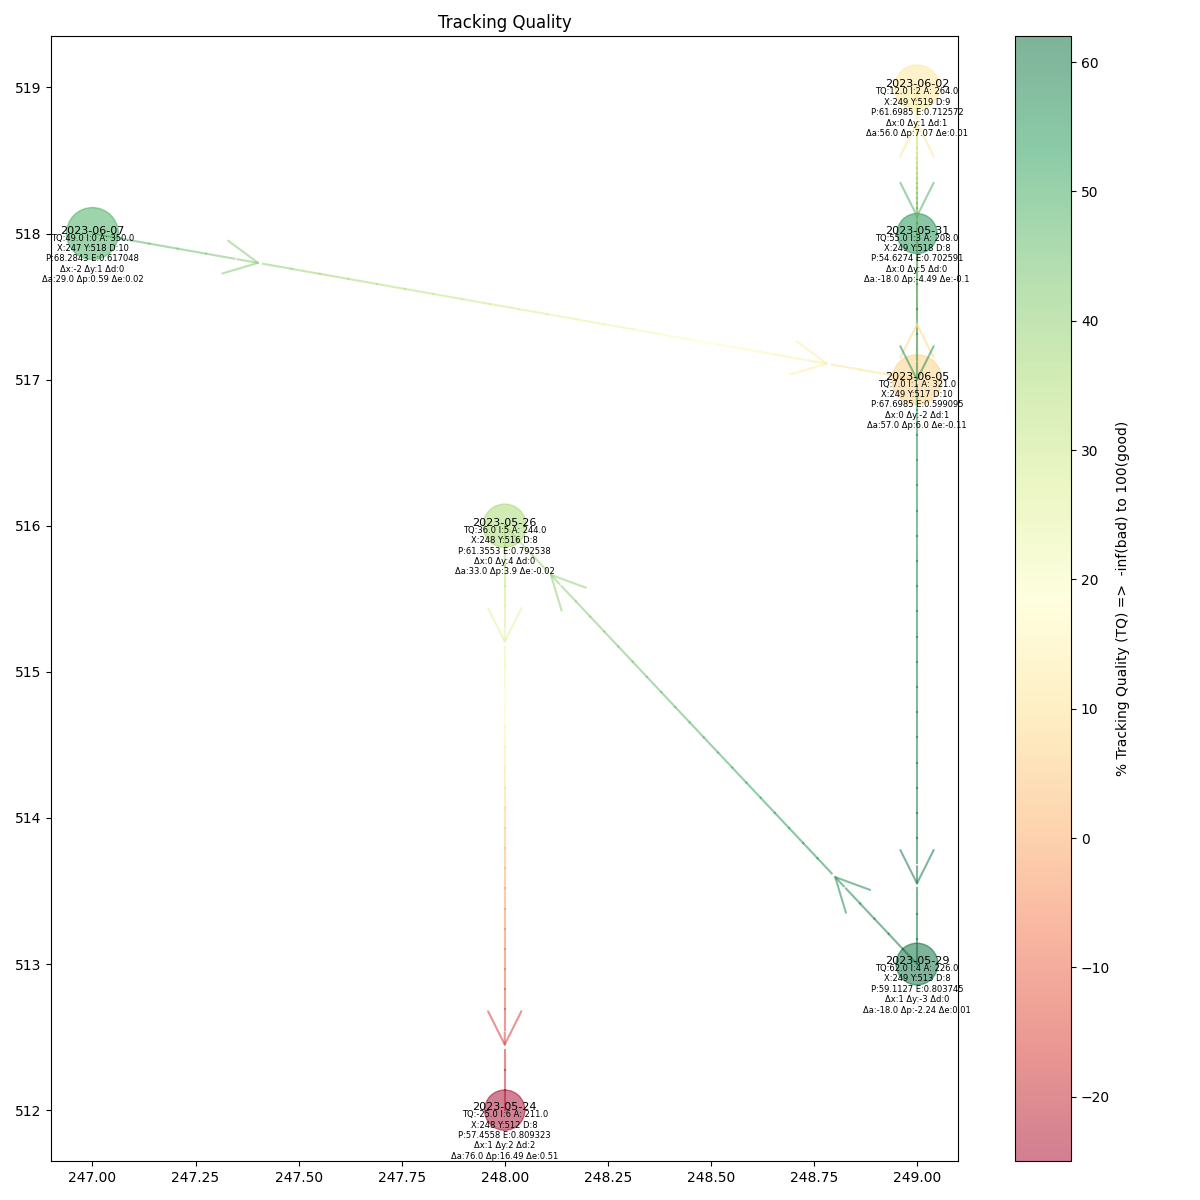 Tracking Quality
519
518
517
516
515
514
513
512
247.00
247.25
247.50
247.75
248.00
248.25
248.50
248.75
249.00
2023-06-02
TQ:12.0 I:2 A: 264.0
X:249 Y:519 D:9
P:61.6985 E:0.712572
Δx:0 Δy:1 Δd:1
Δa:56.0 Δp:7.07 Δe:0.01
2023-06-07
TQ:49.0 I:0 A: 350.0
X:247 Y:518 D:10
P:68.2843 E:0.617048
Δx:-2 Δy:1 Δd:0
Δa:29.0 Δp:0.59 Δe:0.02
2023-05-31
TQ:55.0 I:3 A: 208.0
X:249 Y:518 D:8
P:54.6274 E:0.702591
Δx:0 Δy:5 Δd:0
Δa:-18.0 Δp:-4.49 Δe:-0.1
2023-06-05
TQ:7.0 I:1 A: 321.0
X:249 Y:517 D:10
P:67.6985 E:0.599095
Δx:0 Δy:-2 Δd:1
Δa:57.0 Δp:6.0 Δe:-0.11
2023-05-26
TQ:36.0 I:5 A: 244.0
X:248 Y:516 D:8
P:61.3553 E:0.792538
Δx:0 Δy:4 Δd:0
Δa:33.0 Δp:3.9 Δe:-0.02
2023-05-29
TQ:62.0 I:4 A: 226.0
X:249 Y:513 D:8
P:59.1127 E:0.803745
Δx:1 Δy:-3 Δd:0
Δa:-18.0 Δp:-2.24 Δe:0.01
2023-05-24
TQ:-25.0 I:6 A: 211.0
X:248 Y:512 D:8
P:57.4558 E:0.809323
Δx:1 Δy:2 Δd:2
Δa:76.0 Δp:16.49 Δe:0.51
60
50
40
30
20
10
0
−10
−20
% Tracking Quality (TQ) => -inf(bad) to 100(good)